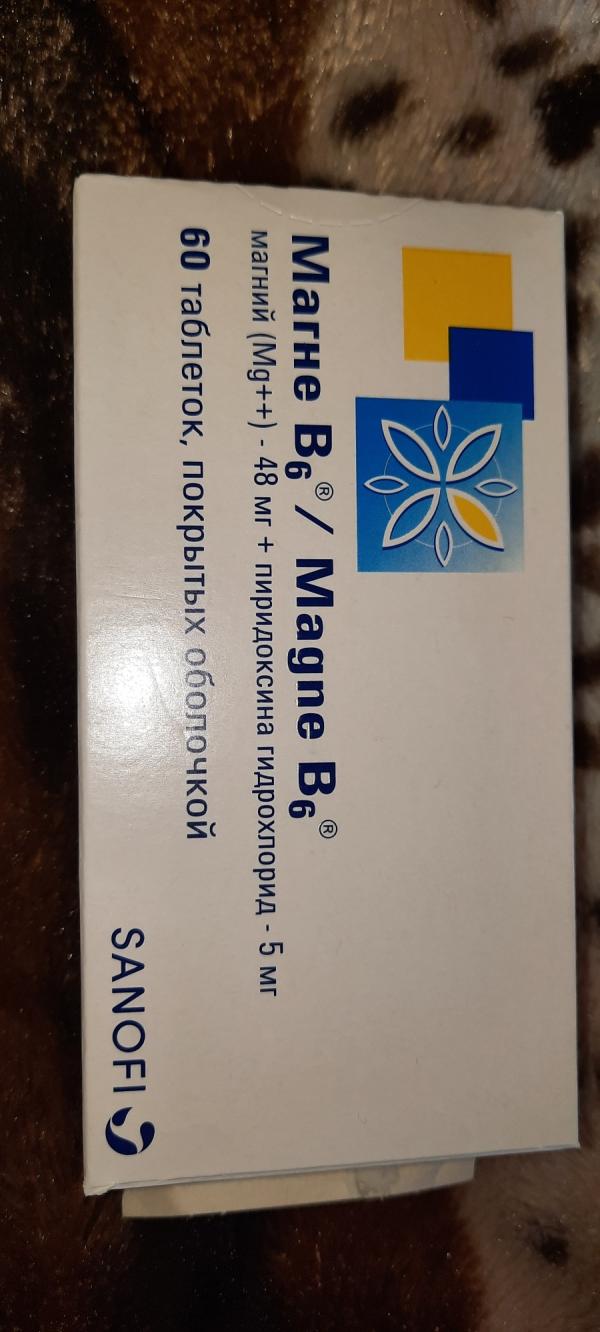 Магне B₆® / Magne B₆®
магний (Mg++) - 48 мг + пиридоксина гидрохлорид - 5 мг
60 таблеток, покрытых оболочкой
SANOFI